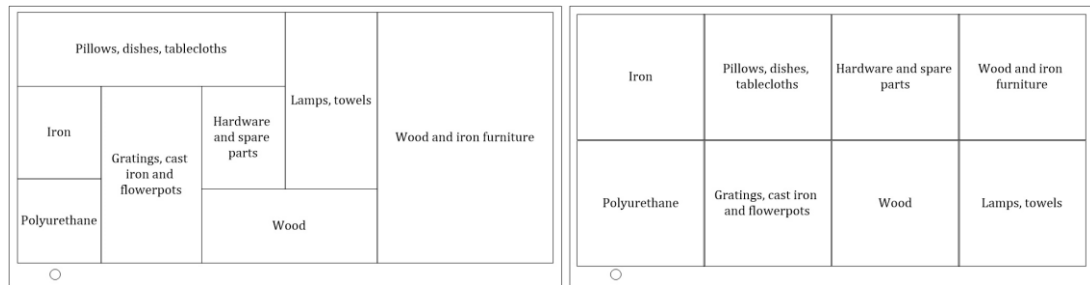 Pillows, dishes, tablecloths
Lamps, towels
Wood and iron furniture
Iron
Gratings, cast
iron and
flowerpots
Hardware
and spare
parts
Polyurethane
Wood
Iron
Pillows, dishes,
tablecloths
Hardware and spare
parts
Wood and iron
furniture
Polyurethane
Gratings, cast iron
and flowerpots
Wood
Lamps, towels